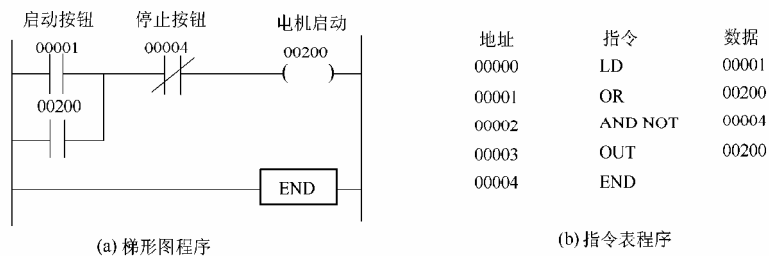 启动按钮 停止按钮 电机启动
00001 00004 00200
00200
END
(a) 梯形图程序
地址 指令 数据
00000 LD 00001
00001 OR 00200
00002 AND NOT 00004
00003 OUT 00200
00004 END
(b) 指令表程序